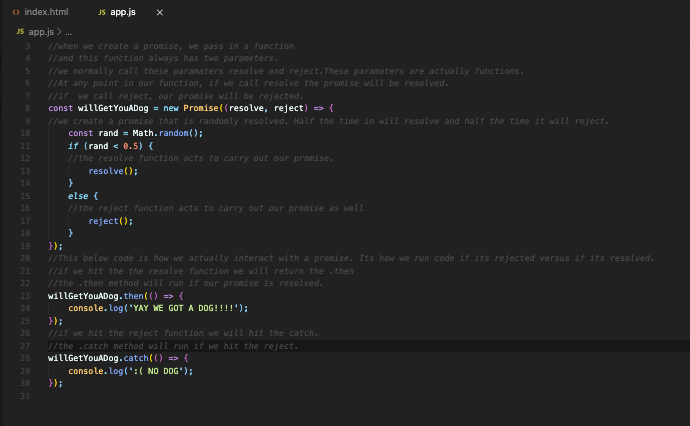 <> index.html JS app.js ×
JS app.js > ...
3 //when we create a promise, we pass in a function
4 //and this function always has two parameters.
5 //we normally call these paramaters resolve and reject.These paramaters are actually functions.
6 //At any point in our function, if we call resolve the promise will be resolved.
7 //if  we call reject, our promise will be rejected.
8 const willGetYouADog = new Promise((resolve, reject) => {
9 //we create a promise that is randomly resolved. Half the time in will resolve and half the time it will reject.
10     const rand = Math.random();
11     if (rand < 0.5) {
12     //the resolve function acts to carry out our promise.
13         resolve();
14     }
15     else {
16     //the reject function acts to carry out our promise as well
17         reject();
18     }
19 });
20 //This below code is how we actually interact with a promise. Its how we run code if its rejected versus if its resolved.
21 //if we hit the the resolve function we will return the .then
22 //the .then method will run if our promise is resolved.
23 willGetYouADog.then(() => {
24     console.log('YAY WE GOT A DOG!!!!');
25 });
26 //if we hit the reject function we will hit the catch.
27 //the .catch method will run if we hit the reject.
28 willGetYouADog.catch(() => {
29     console.log(':( NO DOG');
30 });
31